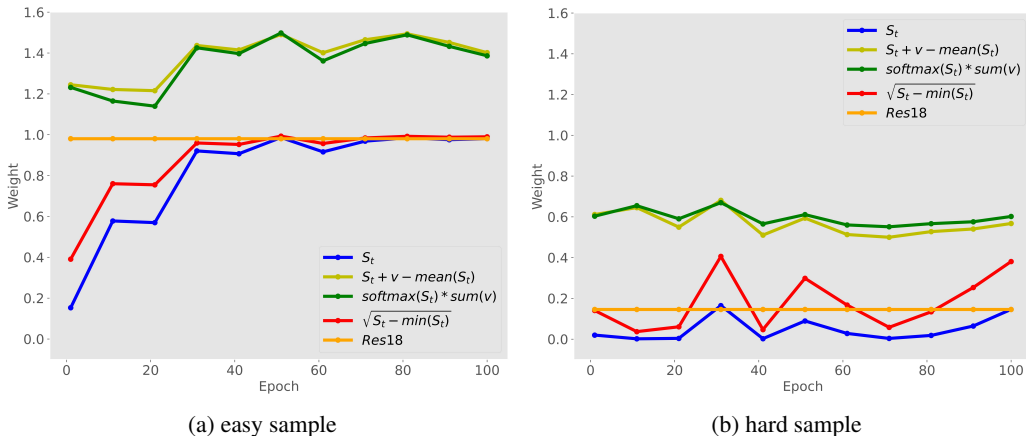 1.6
1.4
1.2
1.0
0.8
0.6
0.4
0.2
0.0
Weight
0 20 40 60 80 100
Epoch
S_t
S_t + v − mean(S_t)
softmax(S_t) * sum(v)
√(S_t − min(S_t))
Res18
(a) easy sample
1.6
1.4
1.2
1.0
0.8
0.6
0.4
0.2
0.0
Weight
0 20 40 60 80 100
Epoch
S_t
S_t + v − mean(S_t)
softmax(S_t) * sum(v)
√(S_t − min(S_t))
Res18
(b) hard sample